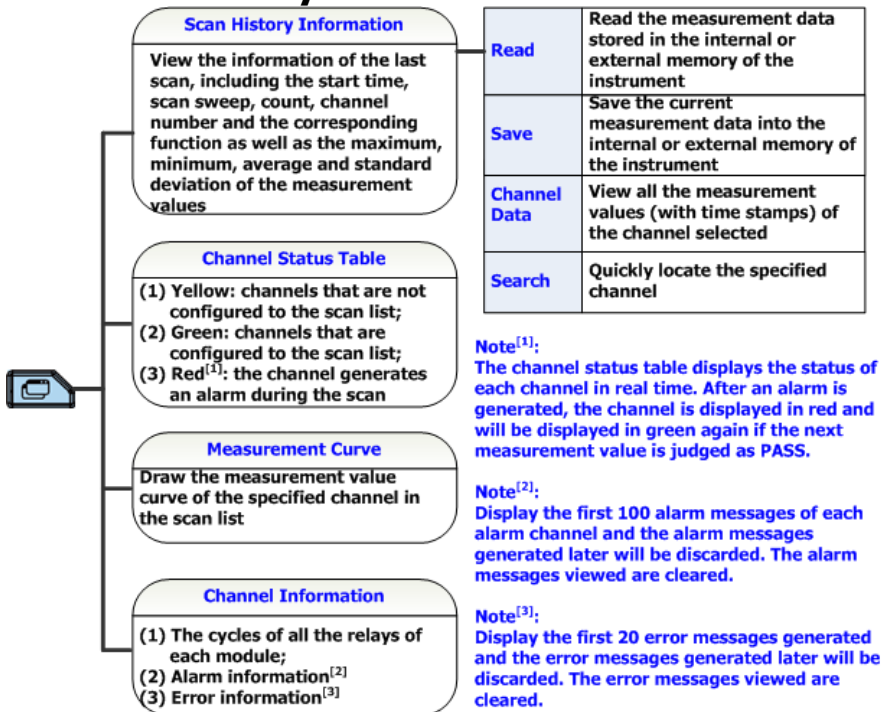 Scan History Information
View the information of the last
scan, including the start time,
scan sweep, count, channel
number and the corresponding
function as well as the maximum,
minimum, average and standard
deviation of the measurement
values
Read
Read the measurement data
stored in the internal or
external memory of the
instrument
Save
Save the current
measurement data into the
internal or external memory of
the instrument
Channel
Data
View all the measurement
values (with time stamps) of
the channel selected
Search
Quickly locate the specified
channel
Channel Status Table
(1) Yellow: channels that are not
configured to the scan list;
(2) Green: channels that are
configured to the scan list;
(3) Red[1]: the channel generates
an alarm during the scan
Measurement Curve
Draw the measurement value
curve of the specified channel in
the scan list
Channel Information
(1) The cycles of all the relays of
each module;
(2) Alarm information[2]
(3) Error information[3]
Note[1]:
The channel status table displays the status of
each channel in real time. After an alarm is
generated, the channel is displayed in red and
will be displayed in green again if the next
measurement value is judged as PASS.
Note[2]:
Display the first 100 alarm messages of each
alarm channel and the alarm messages
generated later will be discarded. The alarm
messages viewed are cleared.
Note[3]:
Display the first 20 error messages generated
and the error messages generated later will be
discarded. The error messages viewed are
cleared.